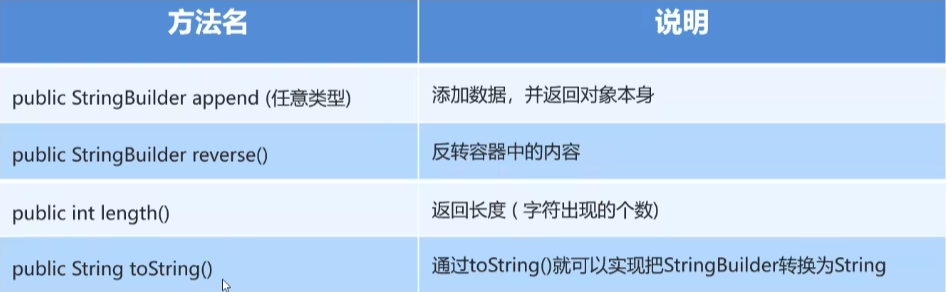 方法名 说明
public StringBuilder append (任意类型) 添加数据，并返回对象本身
public StringBuilder reverse() 反转容器中的内容
public int length() 返回长度 ( 字符出现的个数)
public String toString() 通过toString()就可以实现把StringBuilder转换为String